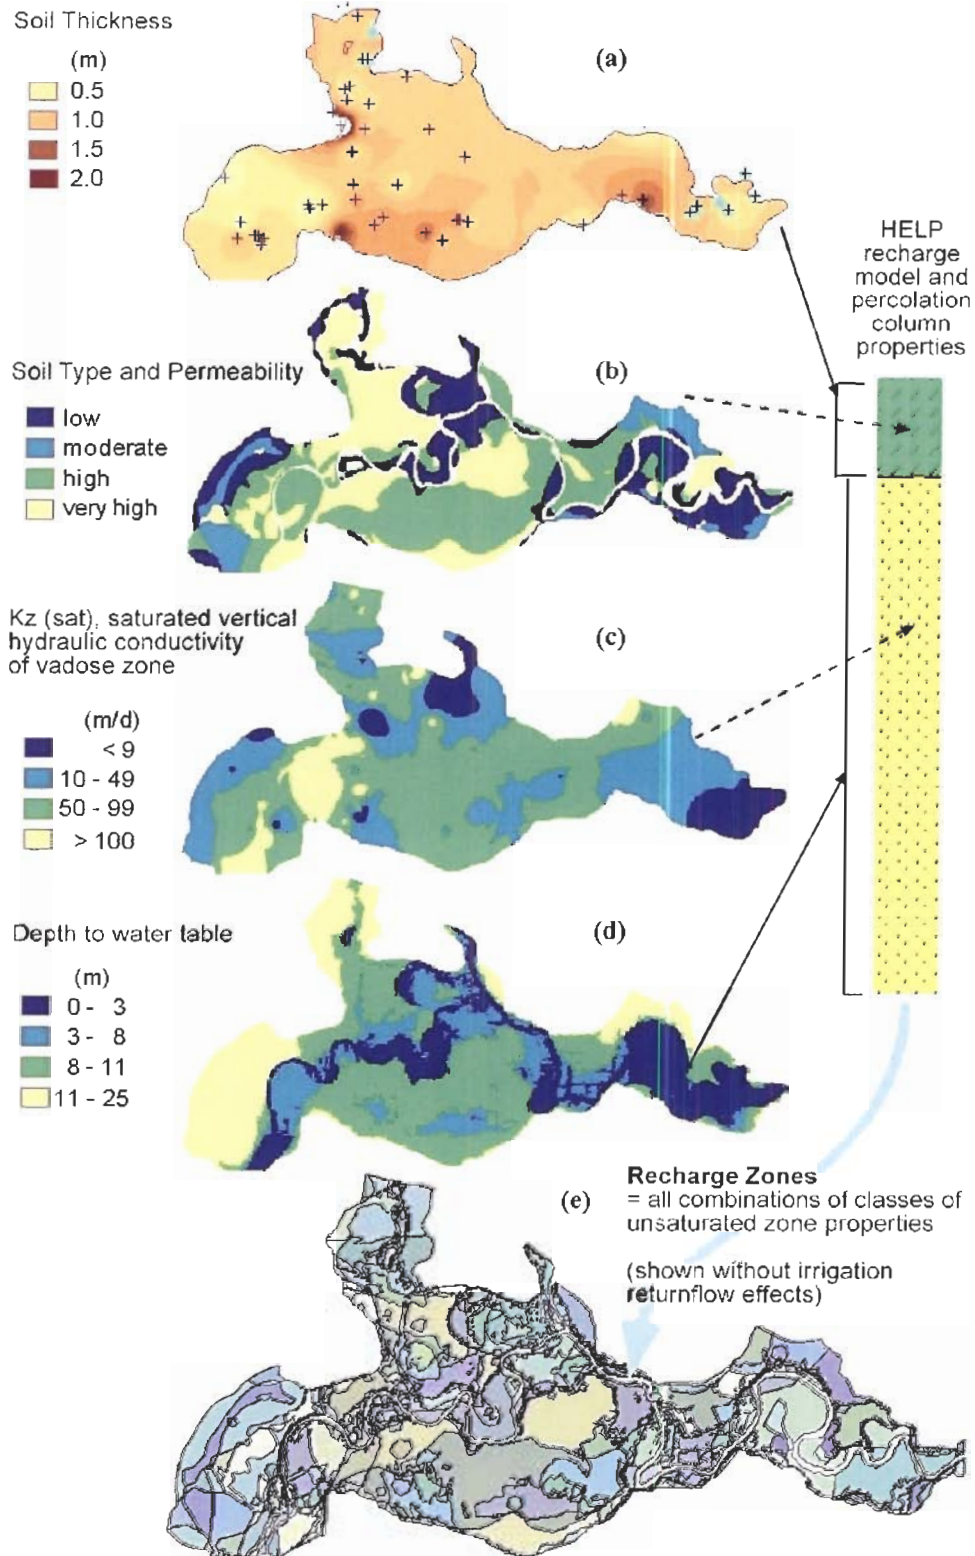 Soil Thickness
(m)
0.5
1.0
1.5
2.0
(a)
HELP
recharge
model and
percolation
column
properties
Soil Type and Permeability
low
moderate
high
very high
(b)
Kz (sat), saturated vertical
hydraulic conductivity
of vadose zone
(m/d)
< 9
10 - 49
50 - 99
> 100
(c)
Depth to water table
(m)
0 - 3
3 - 8
8 - 11
11 - 25
(d)
(e)
Recharge Zones
= all combinations of classes of
unsaturated zone properties
(shown without irrigation
returnflow effects)